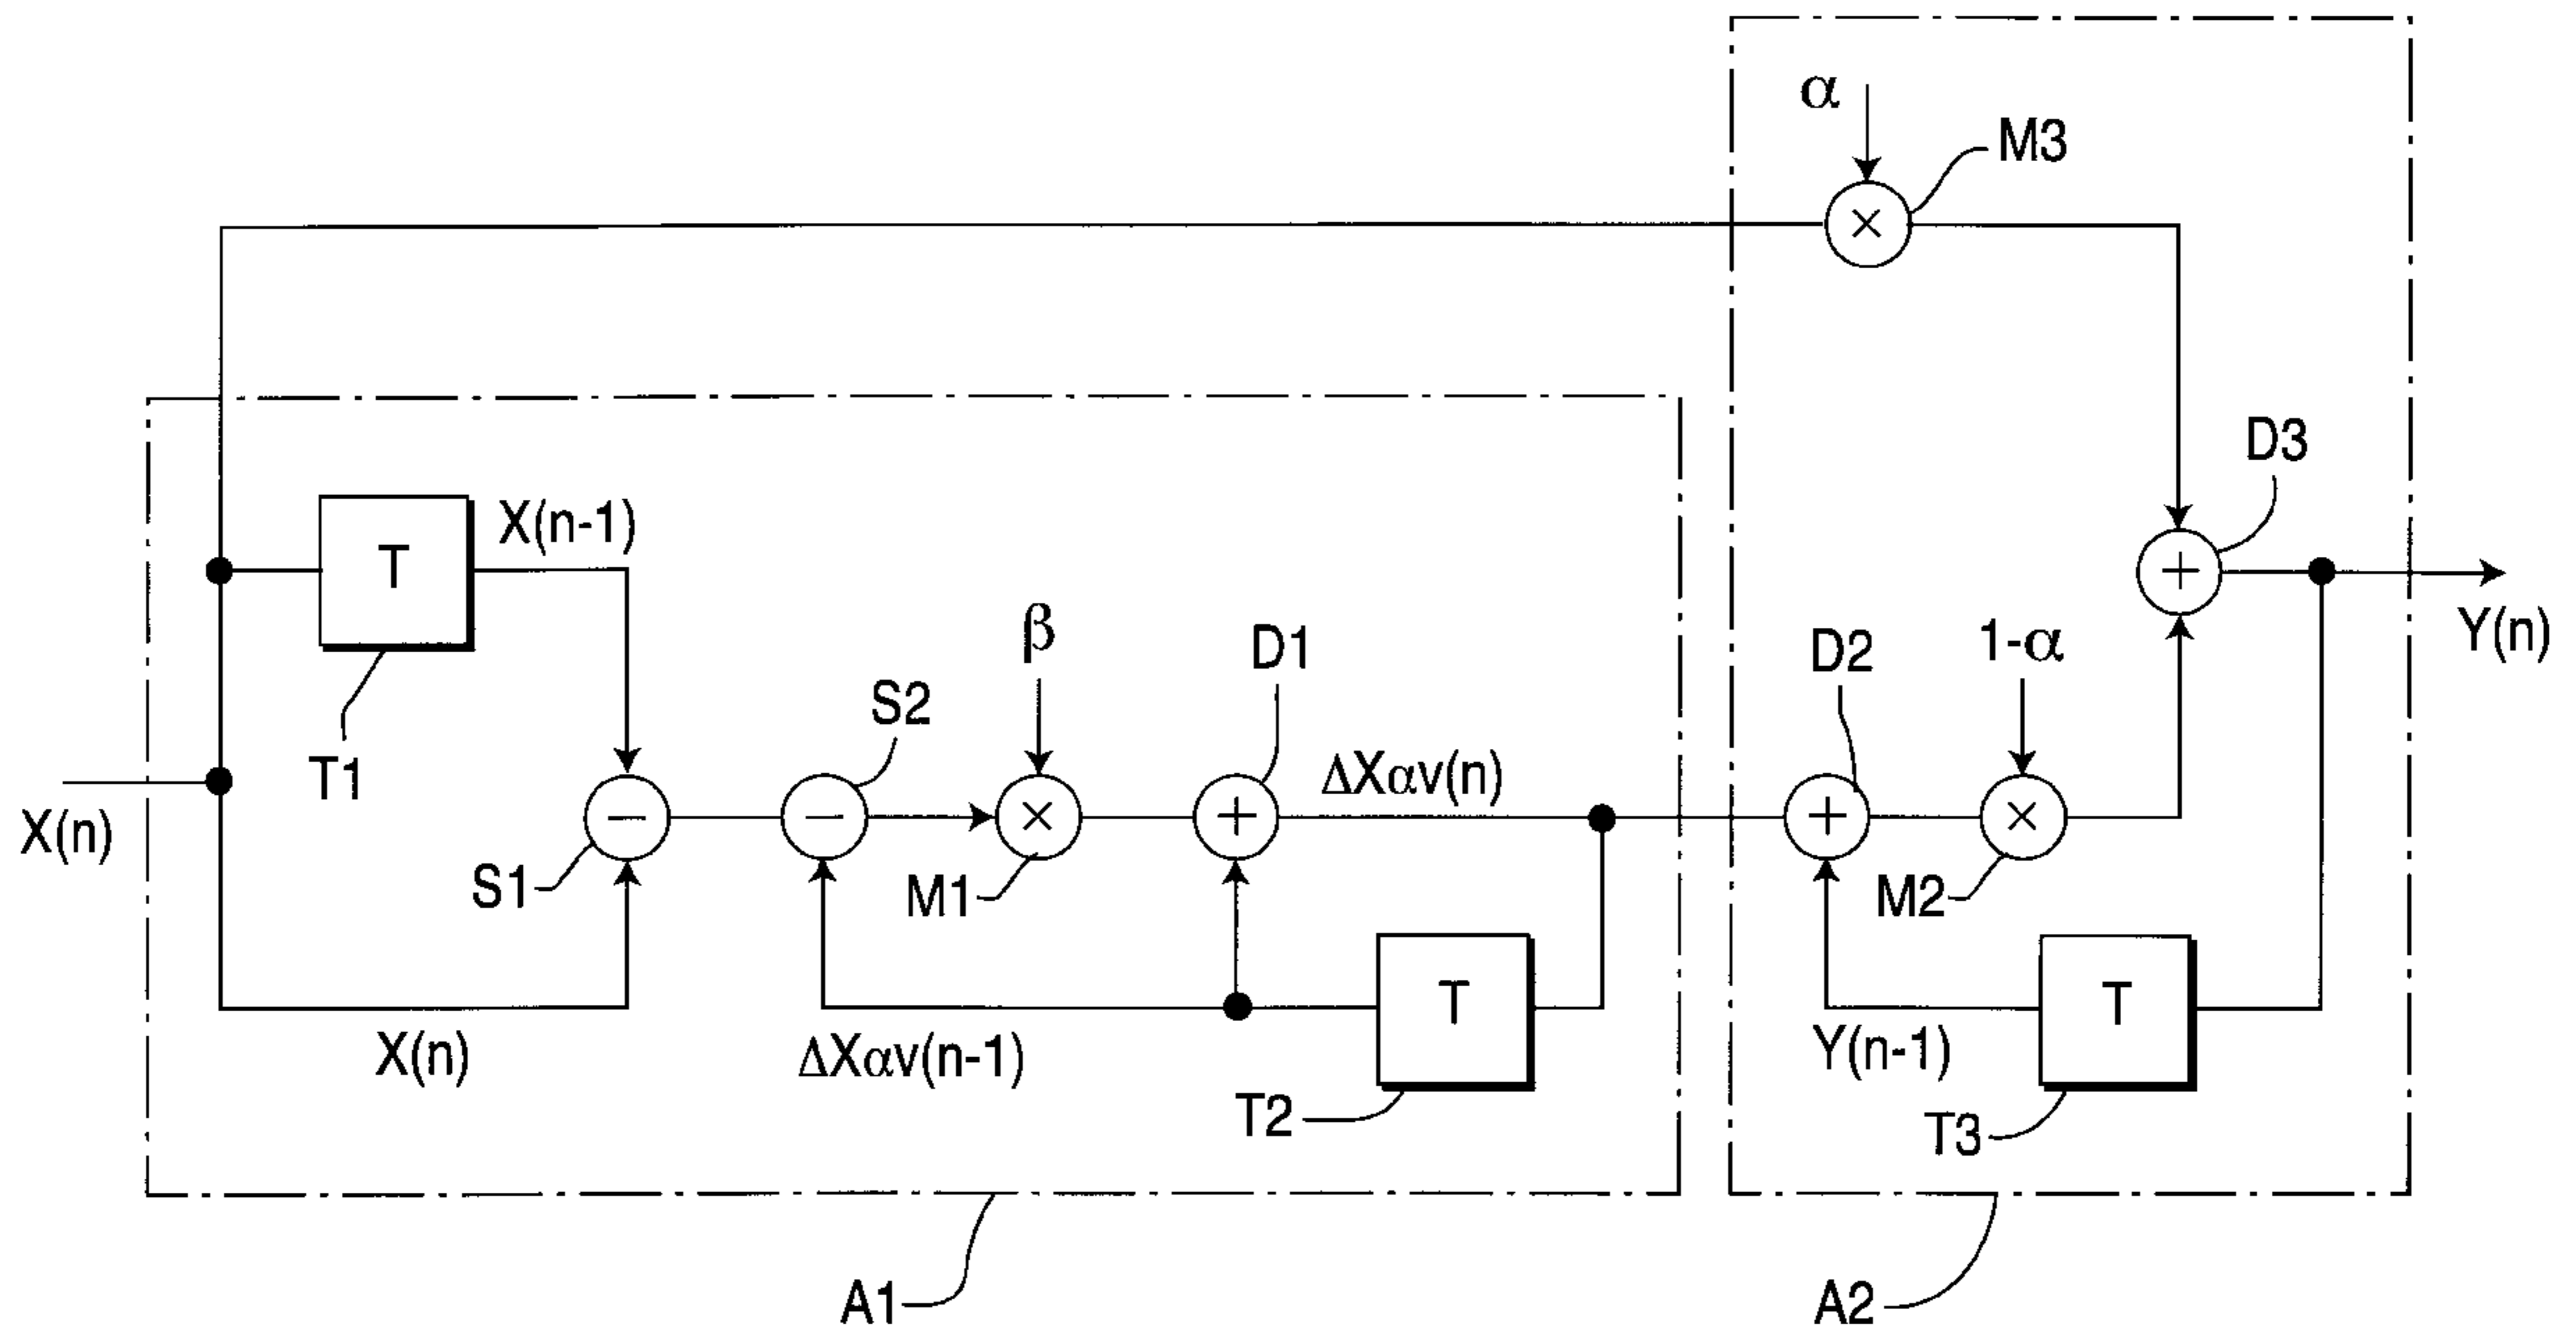 α
M3
×
D3
T
X(n-1)
+
β
D1
D2
1-α
Y(n)
S2
T1
ΔXαv(n)
X(n)
−
−
×
+
+
×
S1
M1
M2
T
T
X(n)
ΔXαv(n-1)
Y(n-1)
T2
T3
A1
A2